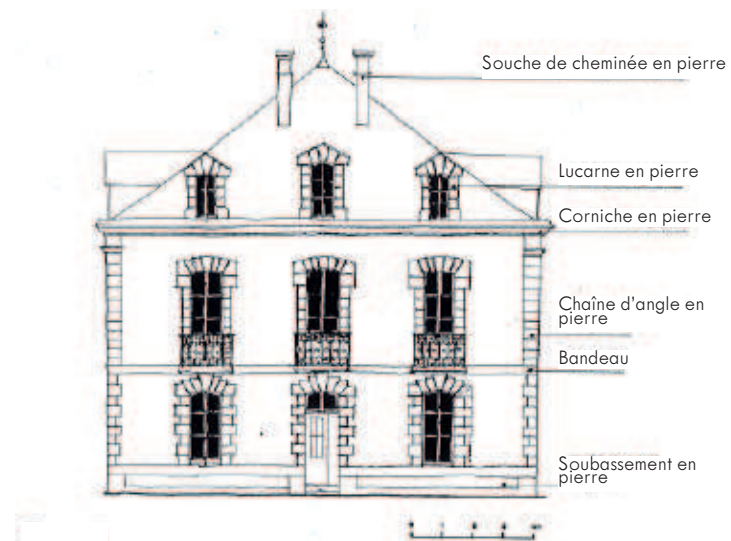 Souche de cheminée en pierre
Lucarne en pierre
Corniche en pierre
Chaîne d'angle en
pierre
Bandeau
Soubassement en
pierre